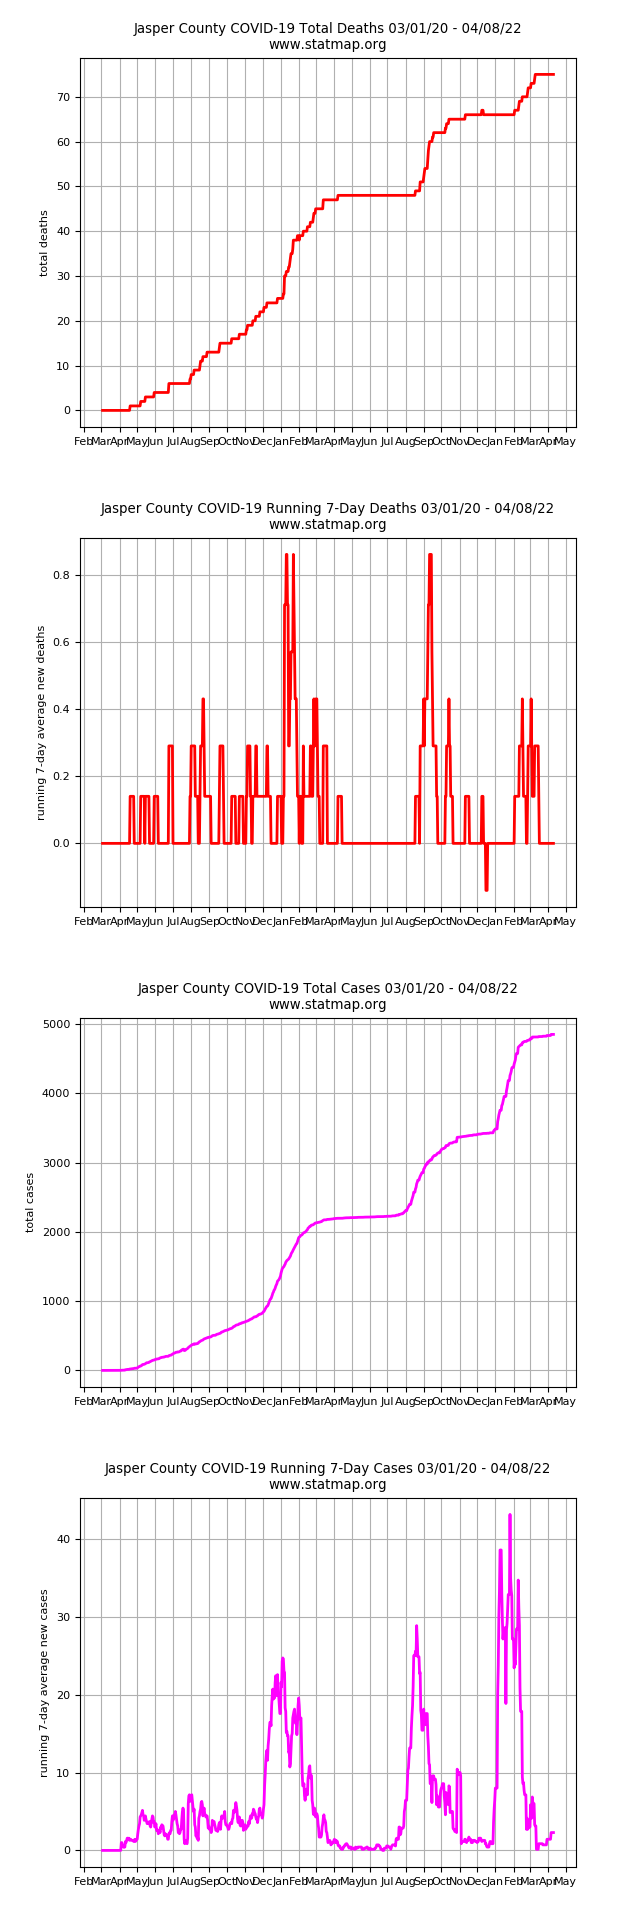 Jasper County COVID-19 Total Deaths 03/01/20 - 04/08/22
www.statmap.org
total deaths
70
60
50
40
30
20
10
0
Feb Mar Apr May Jun Jul Aug Sep Oct Nov Dec Jan Feb Mar Apr May Jun Jul Aug Sep Oct Nov Dec Jan Feb Mar Apr May
Jasper County COVID-19 Running 7-Day Deaths 03/01/20 - 04/08/22
www.statmap.org
running 7-day average new deaths
0.8
0.6
0.4
0.2
0.0
Feb Mar Apr May Jun Jul Aug Sep Oct Nov Dec Jan Feb Mar Apr May Jun Jul Aug Sep Oct Nov Dec Jan Feb Mar Apr May
Jasper County COVID-19 Total Cases 03/01/20 - 04/08/22
www.statmap.org
total cases
5000
4000
3000
2000
1000
0
Feb Mar Apr May Jun Jul Aug Sep Oct Nov Dec Jan Feb Mar Apr May Jun Jul Aug Sep Oct Nov Dec Jan Feb Mar Apr May
Jasper County COVID-19 Running 7-Day Cases 03/01/20 - 04/08/22
www.statmap.org
running 7-day average new cases
40
30
20
10
0
Feb Mar Apr May Jun Jul Aug Sep Oct Nov Dec Jan Feb Mar Apr May Jun Jul Aug Sep Oct Nov Dec Jan Feb Mar Apr May